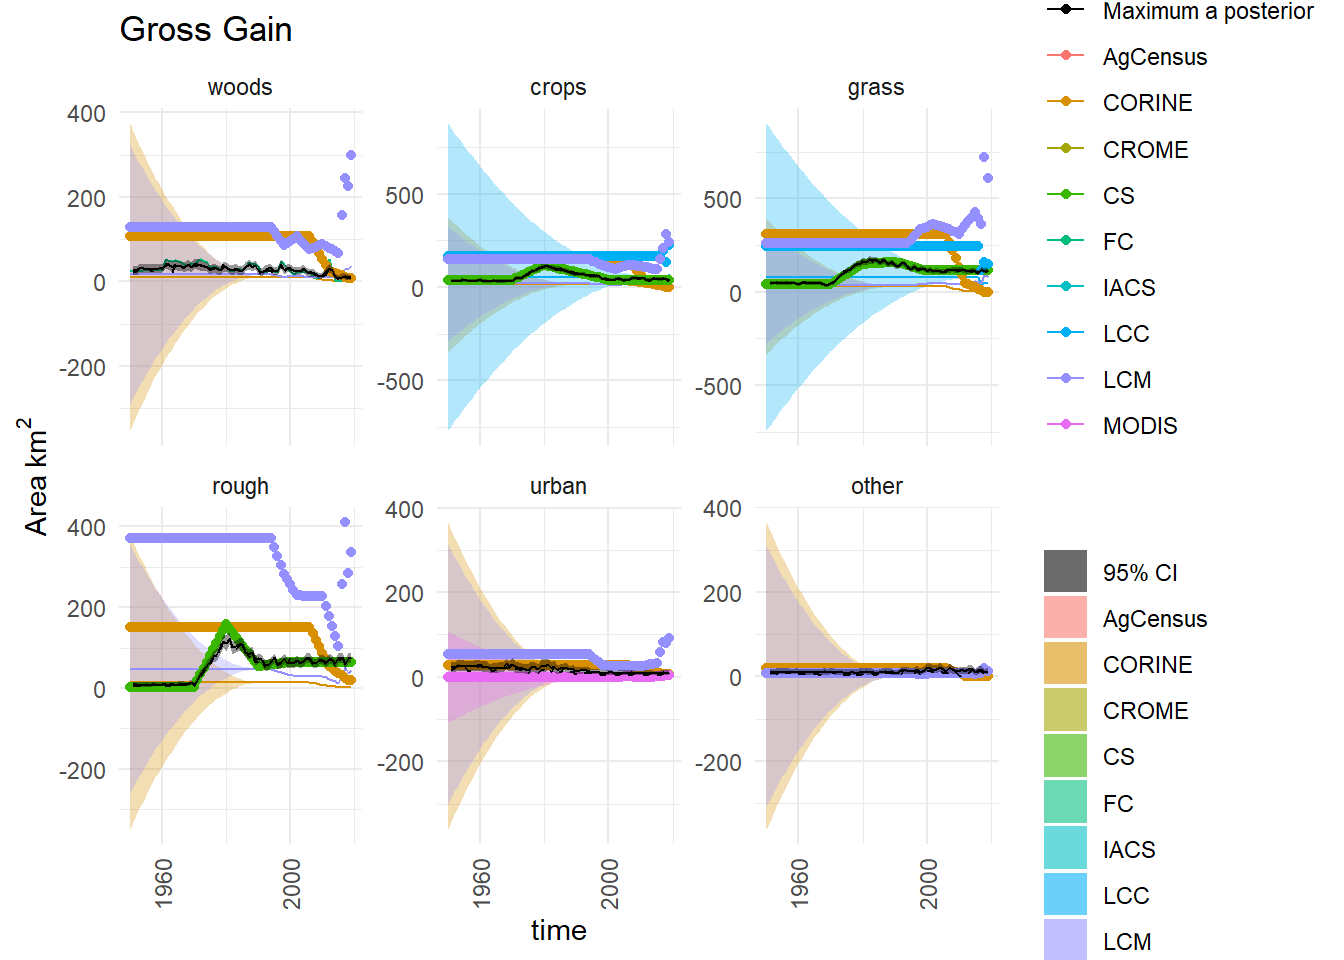 Gross Gain
woods
crops
grass
400
200
0
-200
500
0
-500
500
0
-500
rough
urban
other
400
200
0
-200
400
200
0
-200
400
200
0
-200
1960
2000
1960
2000
1960
2000
time
Area km2
Maximum a posterior
AgCensus
CORINE
CROME
CS
FC
IACS
LCC
LCM
MODIS
95% CI
AgCensus
CORINE
CROME
CS
FC
IACS
LCC
LCM